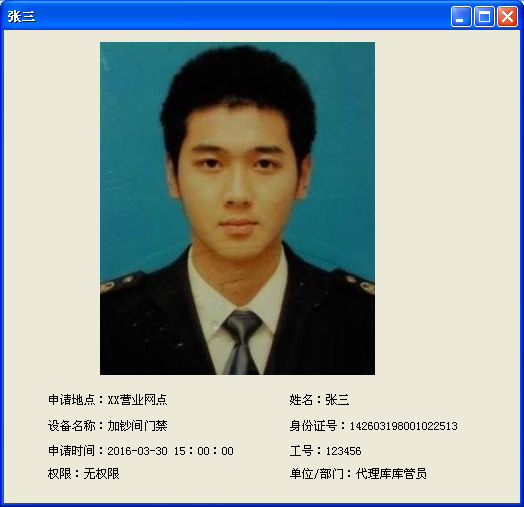 张三
申请地点：XX营业网点 姓名：张三
设备名称：加钞间门禁 身份证号：142603198001022513
申请时间：2016-03-30 15：00：00 工号：123456
权限：无权限 单位/部门：代理库库管员